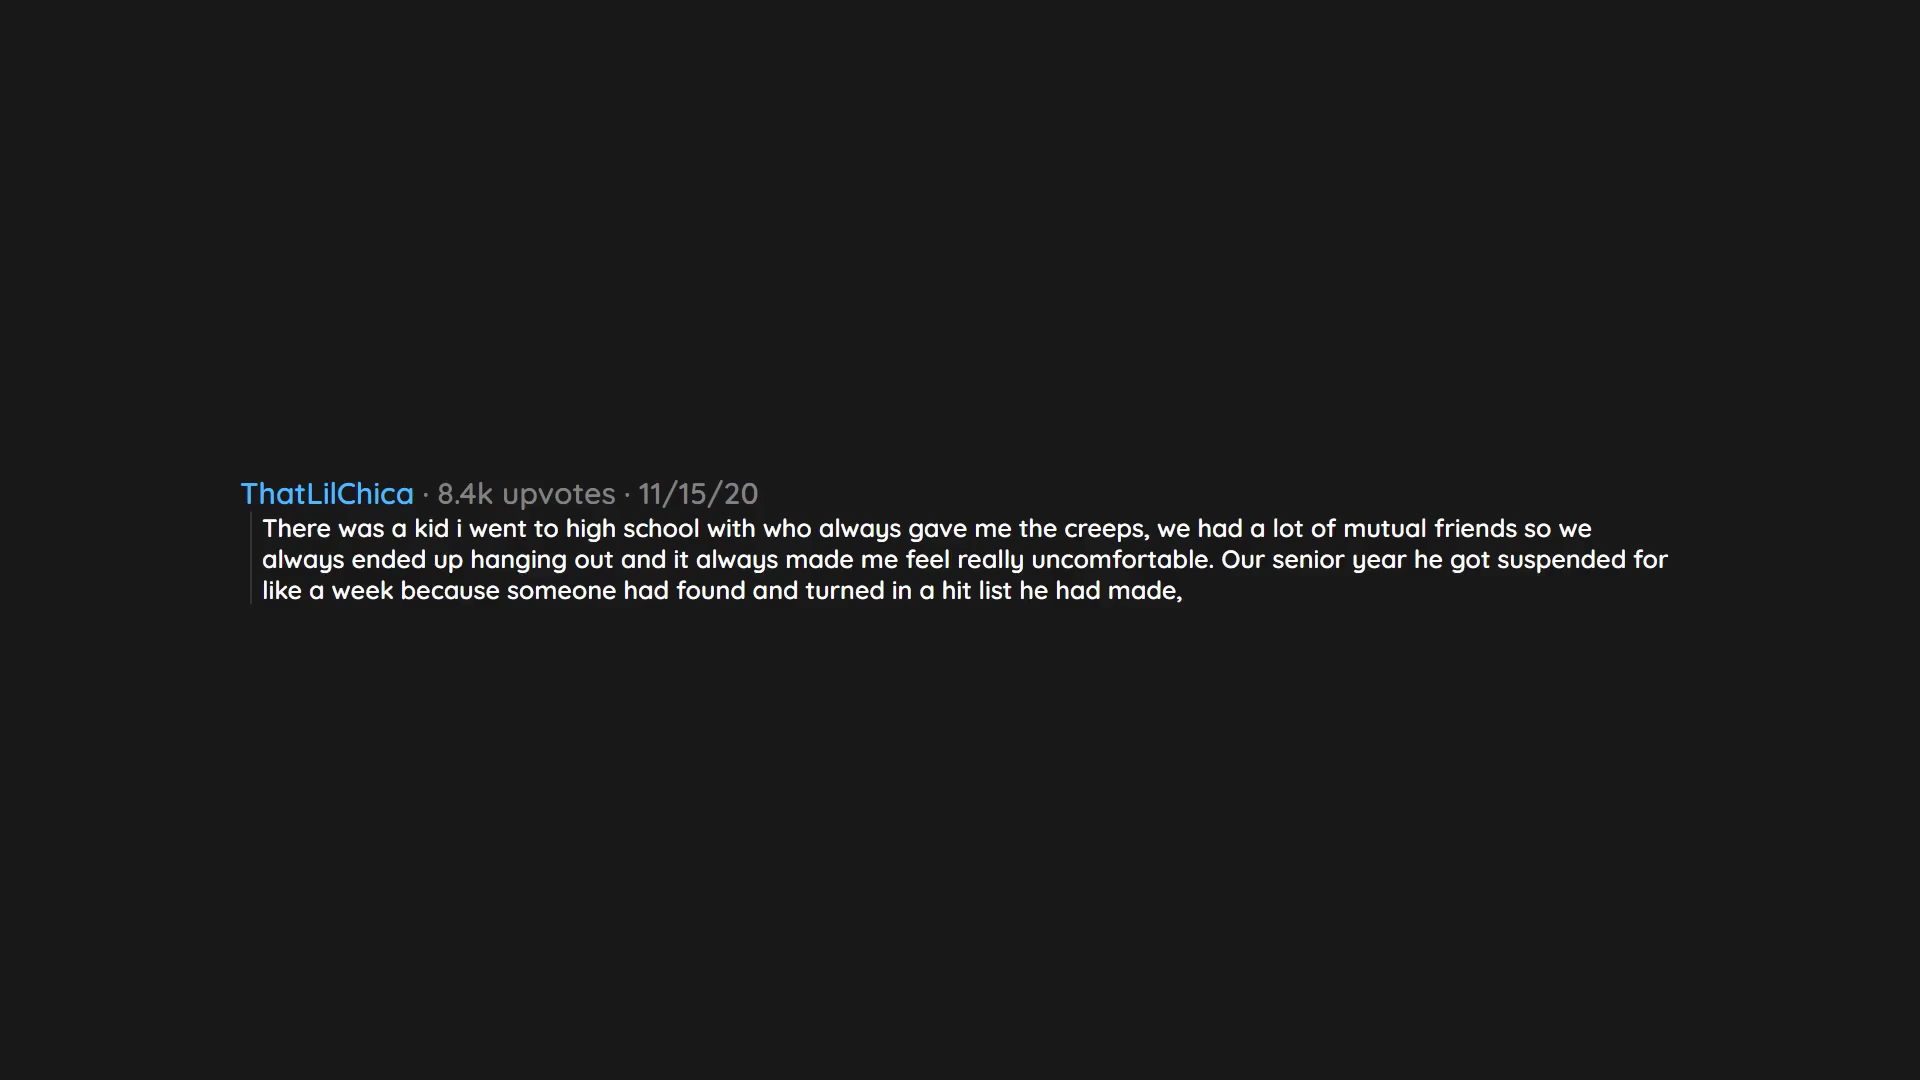 ThatLilChica · 8.4k upvotes · 11/15/20
There was a kid i went to high school with who always gave me the creeps, we had a lot of mutual friends so we
always ended up hanging out and it always made me feel really uncomfortable. Our senior year he got suspended for
like a week because someone had found and turned in a hit list he had made,